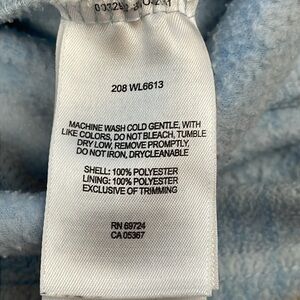 208 WL6613
MACHINE WASH COLD GENTLE, WITH
LIKE COLORS, DO NOT BLEACH, TUMBLE
DRY LOW, REMOVE PROMPTLY,
DO NOT IRON, DRYCLEANABLE
SHELL: 100% POLYESTER
LINING: 100% POLYESTER
EXCLUSIVE OF TRIMMING
RN 69724
CA 05367